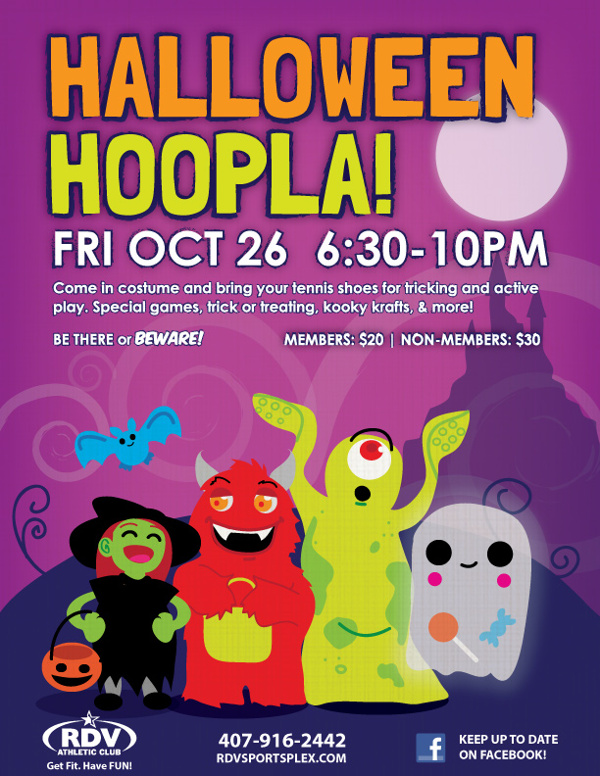 HALLOWEEN
HOOPLA!
FRI OCT 26 6:30-10PM
Come in costume and bring your tennis shoes for tricking and active
play. Special games, trick or treating, kooky krafts, & more!
BE THERE or BEWARE! MEMBERS: $20 | NON-MEMBERS: $30
RDV
ATHLETIC CLUB
Get Fit. Have FUN!
407-916-2442
RDVSPORTSPLEX.COM
f
KEEP UP TO DATE
ON FACEBOOK!